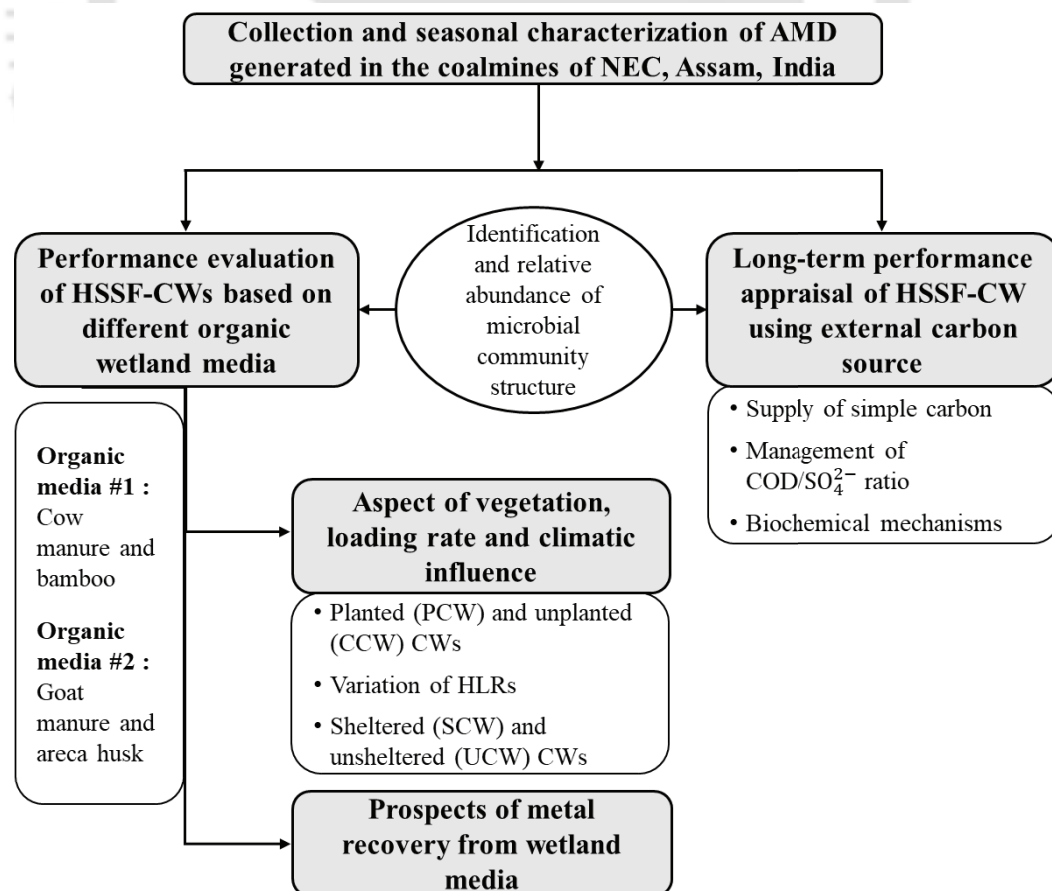 Collection and seasonal characterization of AMD
generated in the coalmines of NEC, Assam, India
Performance evaluation
of HSSF-CWs based on
different organic
wetland media
Identification
and relative
abundance of
microbial
community
structure
Long-term performance
appraisal of HSSF-CW
using external carbon
source
• Supply of simple carbon
• Management of
COD/SO₄²⁻ ratio
• Biochemical mechanisms
Organic
media #1 :
Cow
manure and
bamboo
Organic
media #2 :
Goat
manure and
areca husk
Aspect of vegetation,
loading rate and climatic
influence
• Planted (PCW) and unplanted
(CCW) CWs
• Variation of HLRs
• Sheltered (SCW) and
unsheltered (UCW) CWs
Prospects of metal
recovery from wetland
media